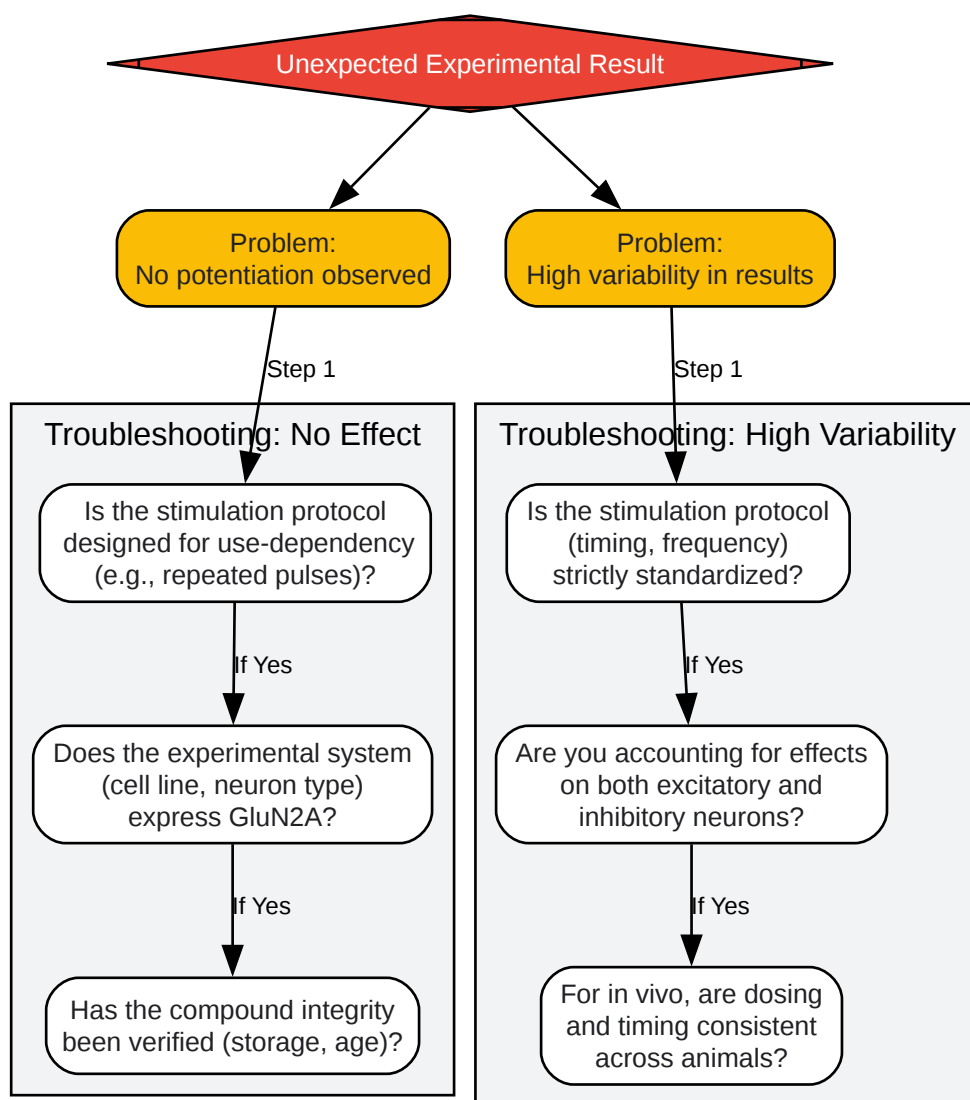 Unexpected Experimental Result
Problem:
No potentiation observed
Problem:
High variability in results
Step 1
Step 1
Troubleshooting: No Effect
Is the stimulation protocol
designed for use-dependency
(e.g., repeated pulses)?
If Yes
Does the experimental system
(cell line, neuron type)
express GluN2A?
If Yes
Has the compound integrity
been verified (storage, age)?
Troubleshooting: High Variability
Is the stimulation protocol
(timing, frequency)
strictly standardized?
If Yes
Are you accounting for effects
on both excitatory and
inhibitory neurons?
If Yes
For in vivo, are dosing
and timing consistent
across animals?